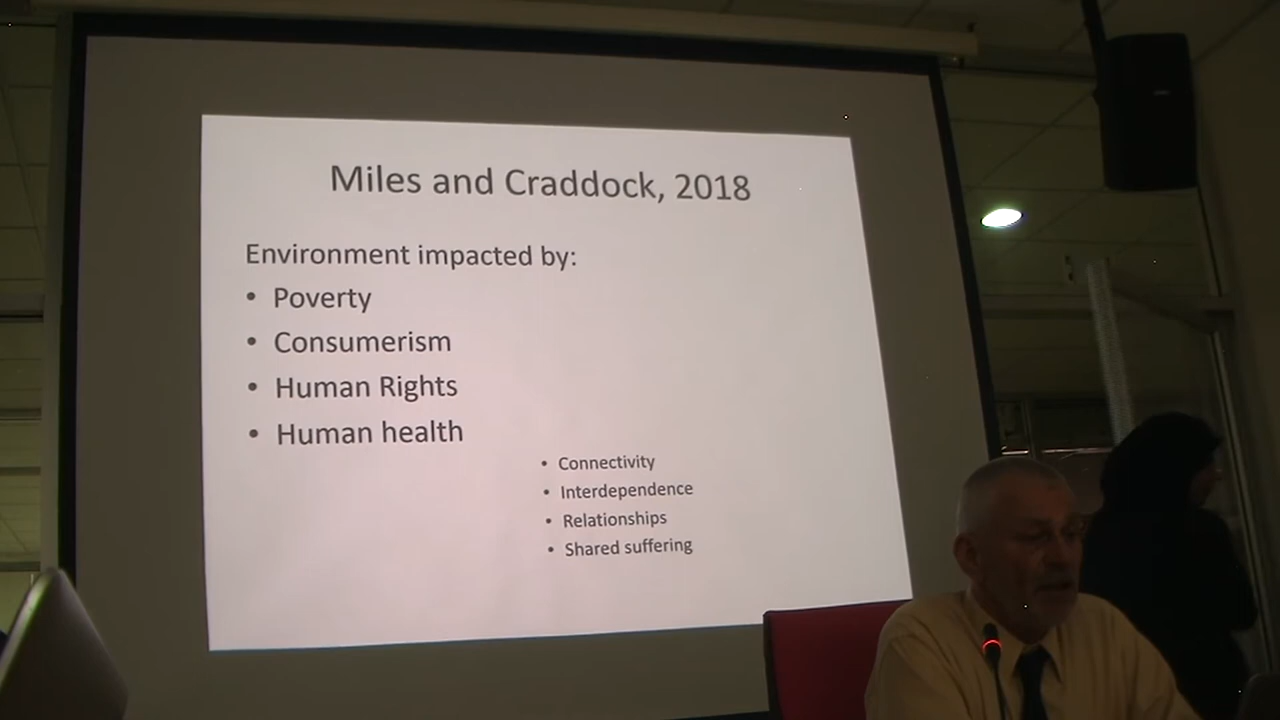 Miles and Craddock, 2018
Environment impacted by:
• Poverty
• Consumerism
• Human Rights
• Human health
• Connectivity
• Interdependence
• Relationships
• Shared suffering